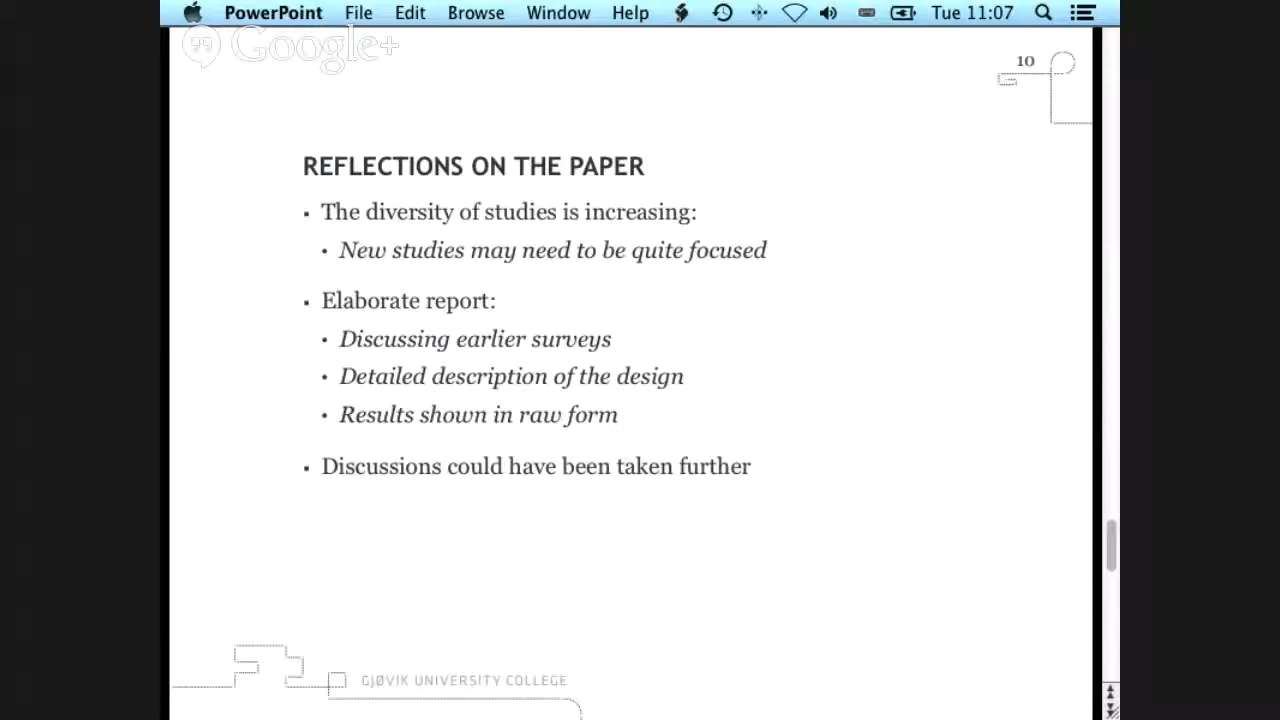 PowerPoint File Edit Browse Window Help Tue 11:07
Google+
10
REFLECTIONS ON THE PAPER
▪ The diversity of studies is increasing:
• New studies may need to be quite focused
▪ Elaborate report:
• Discussing earlier surveys
• Detailed description of the design
• Results shown in raw form
▪ Discussions could have been taken further
GJØVIK UNIVERSITY COLLEGE